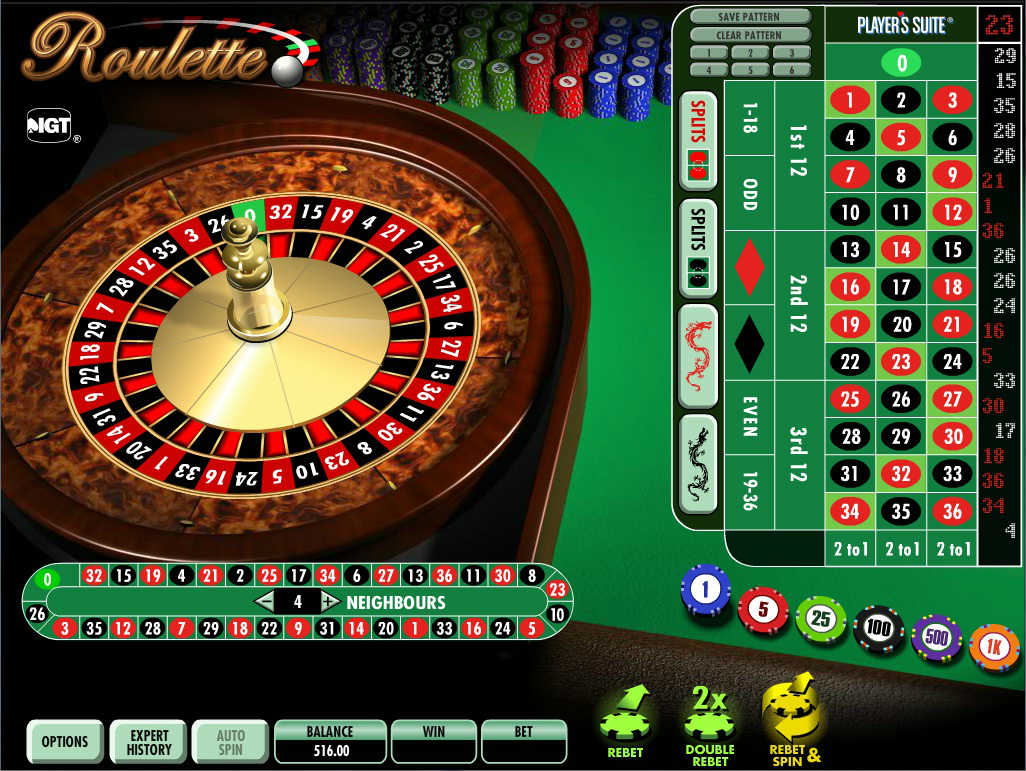 Roulette
IGT ®
SAVE PATTERN
CLEAR PATTERN
1 2 3
4 5 6
PLAYER'S SUITE®
23
29
15
35
28
26
21
1
36
26
26
24
16
5
33
30
17
18
36
34
4
SPLITS
SPLITS
1-18
ODD
EVEN
19-36
1st 12
2nd 12
3rd 12
0
1 2 3
4 5 6
7 8 9
10 11 12
13 14 15
16 17 18
19 20 21
22 23 24
25 26 27
28 29 30
31 32 33
34 35 36
2 to 1 2 to 1 2 to 1
0 32 15 19 4 21 2 25 17 34 6 27 13 36 11 30 8 23 10 5 24 16 33 1 20 14 31 9 22 18 29 7 28 12 35 3 26
0 32 15 19 4 21 2 25 17 34 6 27 13 36 11 30 8
23
26 - 4 + NEIGHBOURS 10
3 35 12 28 7 29 18 22 9 31 14 20 1 33 16 24 5
1 5 25 100 500 1K
REBET
2x DOUBLE REBET
REBET & SPIN
OPTIONS
EXPERT HISTORY
AUTO SPIN
BALANCE
516.00
WIN
BET